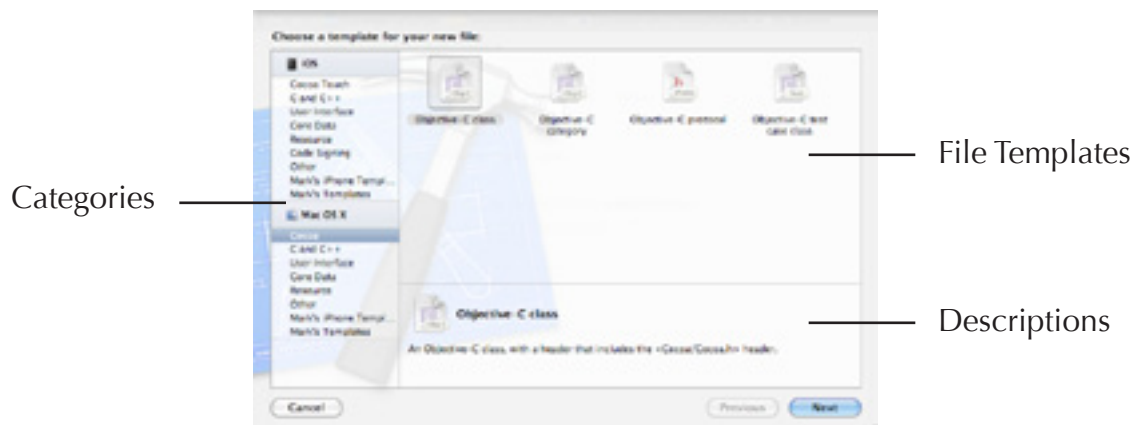 Choose a template for your new file:
iOS
Cocoa Touch
C and C++
User Interface
Core Data
Resource
Code Signing
Other
Mark's iPhone Templ...
Mark's Templates
Mac OS X
Cocoa
C and C++
User Interface
Core Data
Resource
Other
Mark's iPhone Templ...
Mark's Templates
Objective-C class
Objective-C
category
Objective-C protocol
Objective-C test
case class
Objective-C class
An Objective-C class, with a header that includes the <Cocoa/Cocoa.h> header.
Cancel
Previous
Next
Categories
File Templates
Descriptions